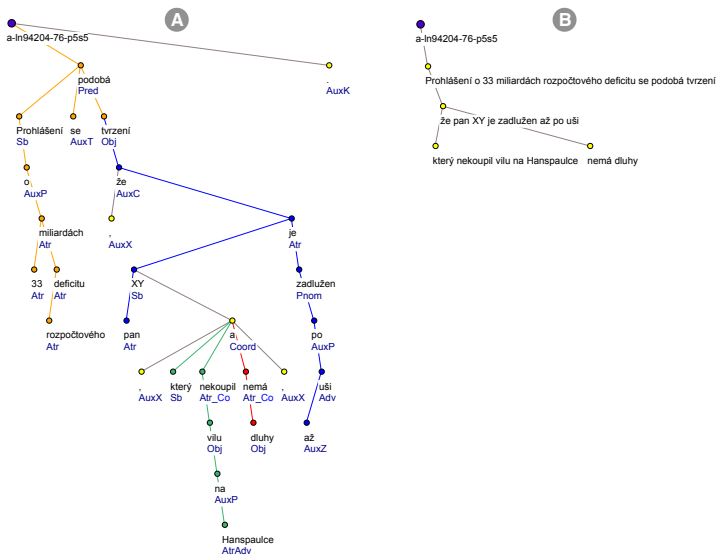 A
B
a-ln94204-76-p5s5
a-ln94204-76-p5s5
podobá
Pred
.
AuxK
Prohlášení o 33 miliardách rozpočtového deficitu se podobá tvrzení
Prohlášení
Sb
se
AuxT
tvrzení
Obj
že pan XY je zadlužen až po uši
který nekoupil vilu na Hanspaulce
nemá dluhy
o
AuxP
že
AuxC
miliardách
Atr
,
AuxX
je
Atr
33
Atr
deficitu
Atr
XY
Sb
zadlužen
Pnom
rozpočtového
Atr
pan
Atr
a
Coord
po
AuxP
,
AuxX
který
Sb
nekoupil
Atr_Co
nemá
Atr_Co
,
AuxX
uši
Adv
vilu
Obj
dluhy
Obj
až
AuxZ
na
AuxP
Hanspaulce
AtrAdv